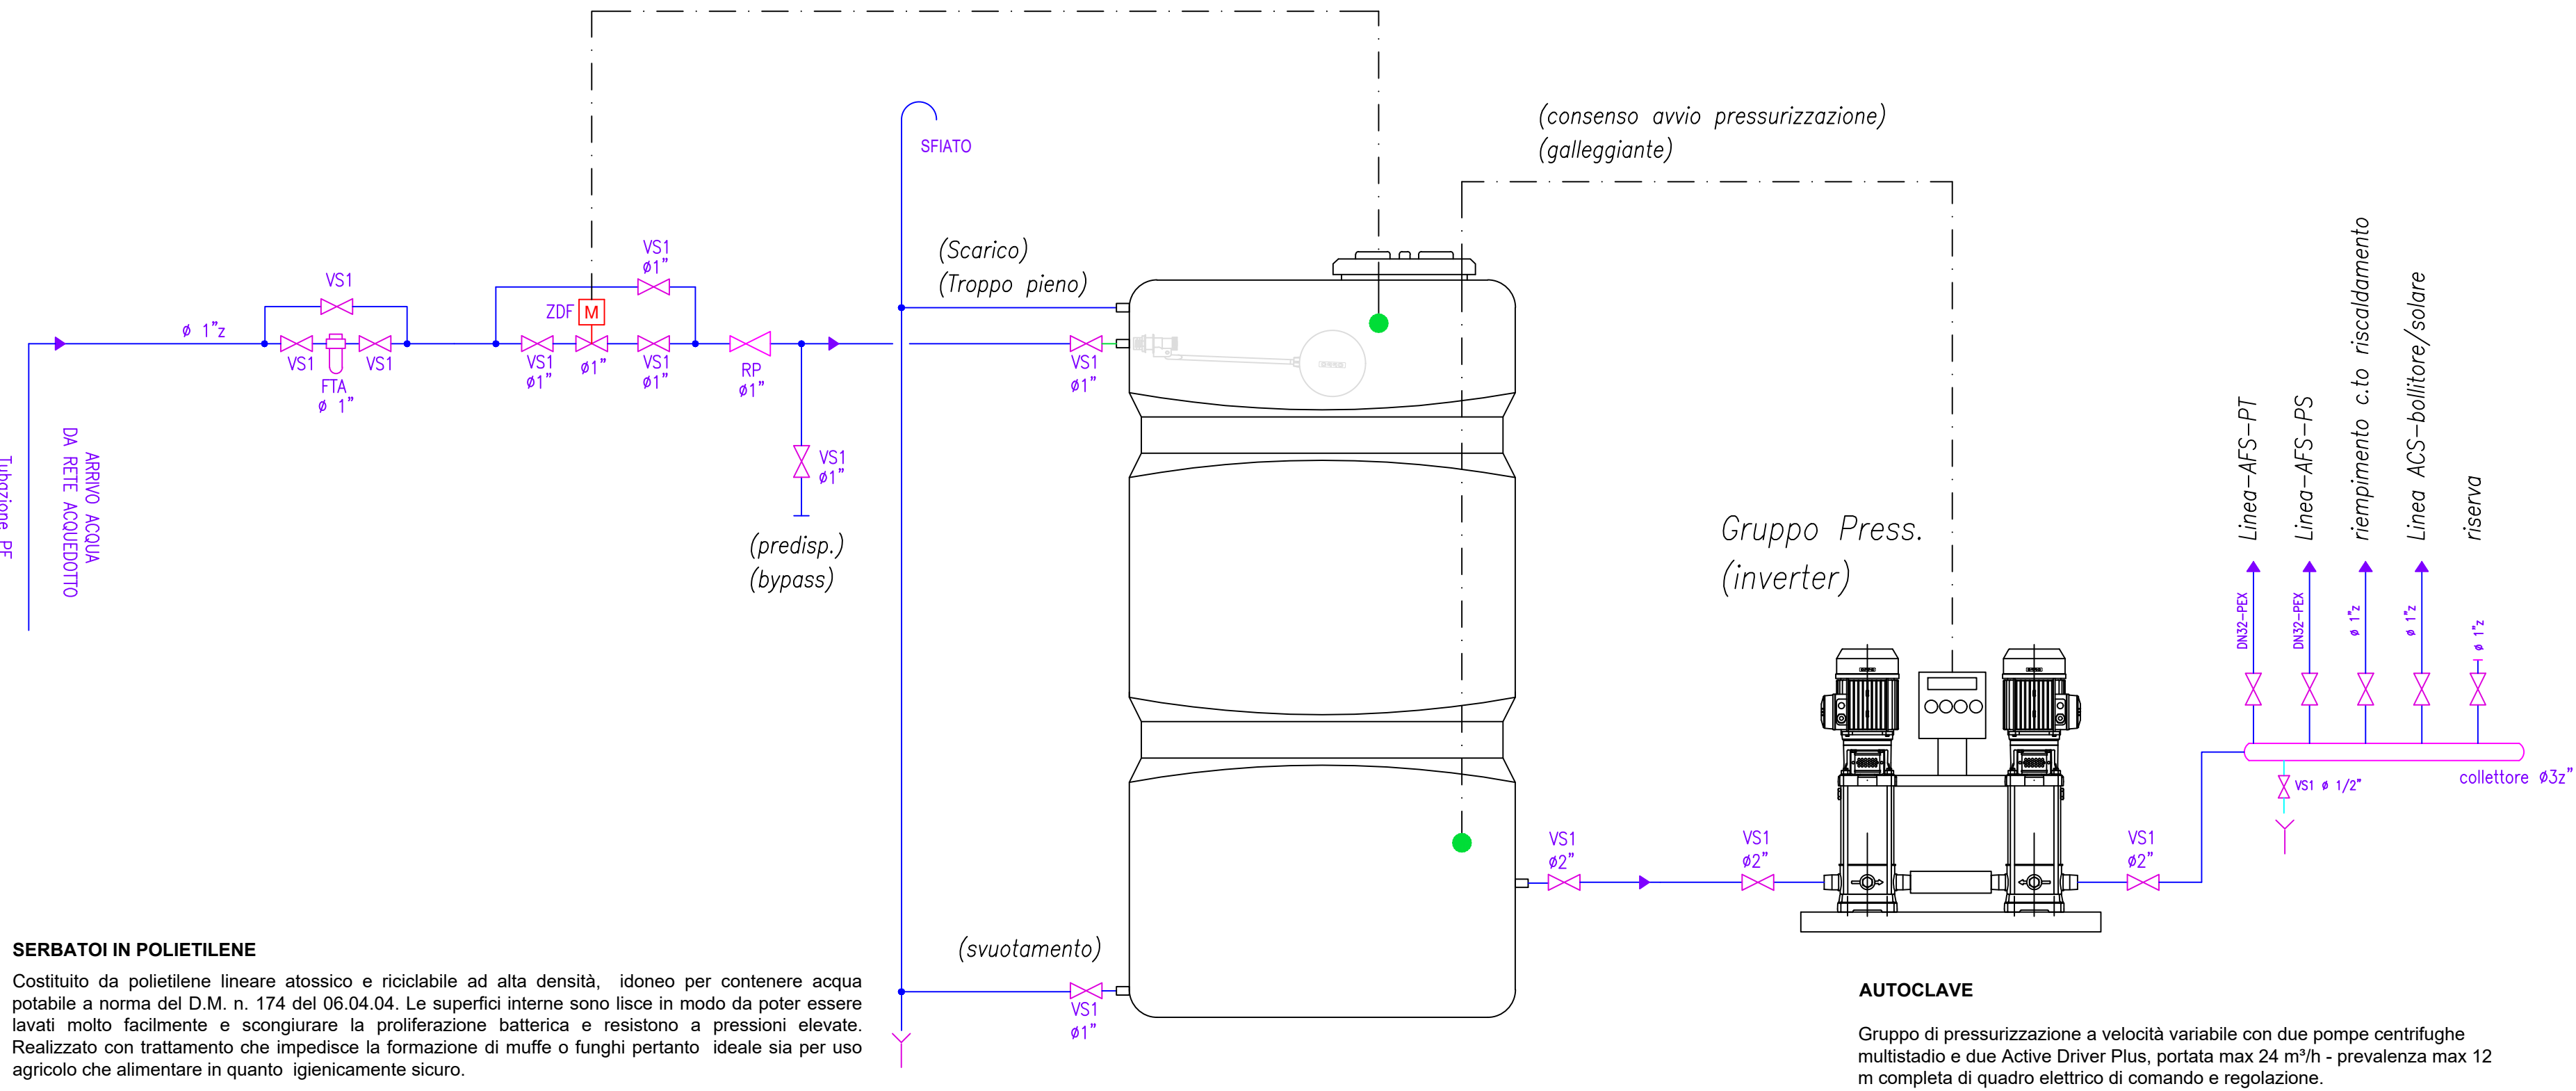 (consenso avvio pressurizzazione)
(galleggiante)
SFIATO
(Scarico)
(Troppo pieno)
VS1
ø1"
VS1
ZDF
M
ø 1"z
VS1
VS1
FTA
ø 1"
VS1
ø1"
ø1"
VS1
ø1"
RP
ø1"
VS1
ø1"
VS1
ø1"
(predisp.)
(bypass)
ARRIVO ACQUA
DA RETE ACQUEDOTTO
Tubazione PE
Gruppo Press.
(inverter)
Linea-AFS-PT
Linea-AFS-PS
riempimento c.to riscaldamento
Linea ACS-bollitore/solare
riserva
DN32-PEX
DN32-PEX
ø 1"z
ø 1"z
ø 1"z
collettore ø3z"
VS1 ø 1/2"
VS1
ø2"
VS1
ø2"
VS1
ø2"
(svuotamento)
VS1
ø1"
SERBATOI IN POLIETILENE
Costituito da polietilene lineare atossico e riciclabile ad alta densità, idoneo per contenere acqua
potabile a norma del D.M. n. 174 del 06.04.04. Le superfici interne sono lisce in modo da poter essere
lavati molto facilmente e scongiurare la proliferazione batterica e resistono a pressioni elevate.
Realizzato con trattamento che impedisce la formazione di muffe o funghi pertanto ideale sia per uso
agricolo che alimentare in quanto igienicamente sicuro.
AUTOCLAVE
Gruppo di pressurizzazione a velocità variabile con due pompe centrifughe
multistadio e due Active Driver Plus, portata max 24 m³/h - prevalenza max 12
m completa di quadro elettrico di comando e regolazione.